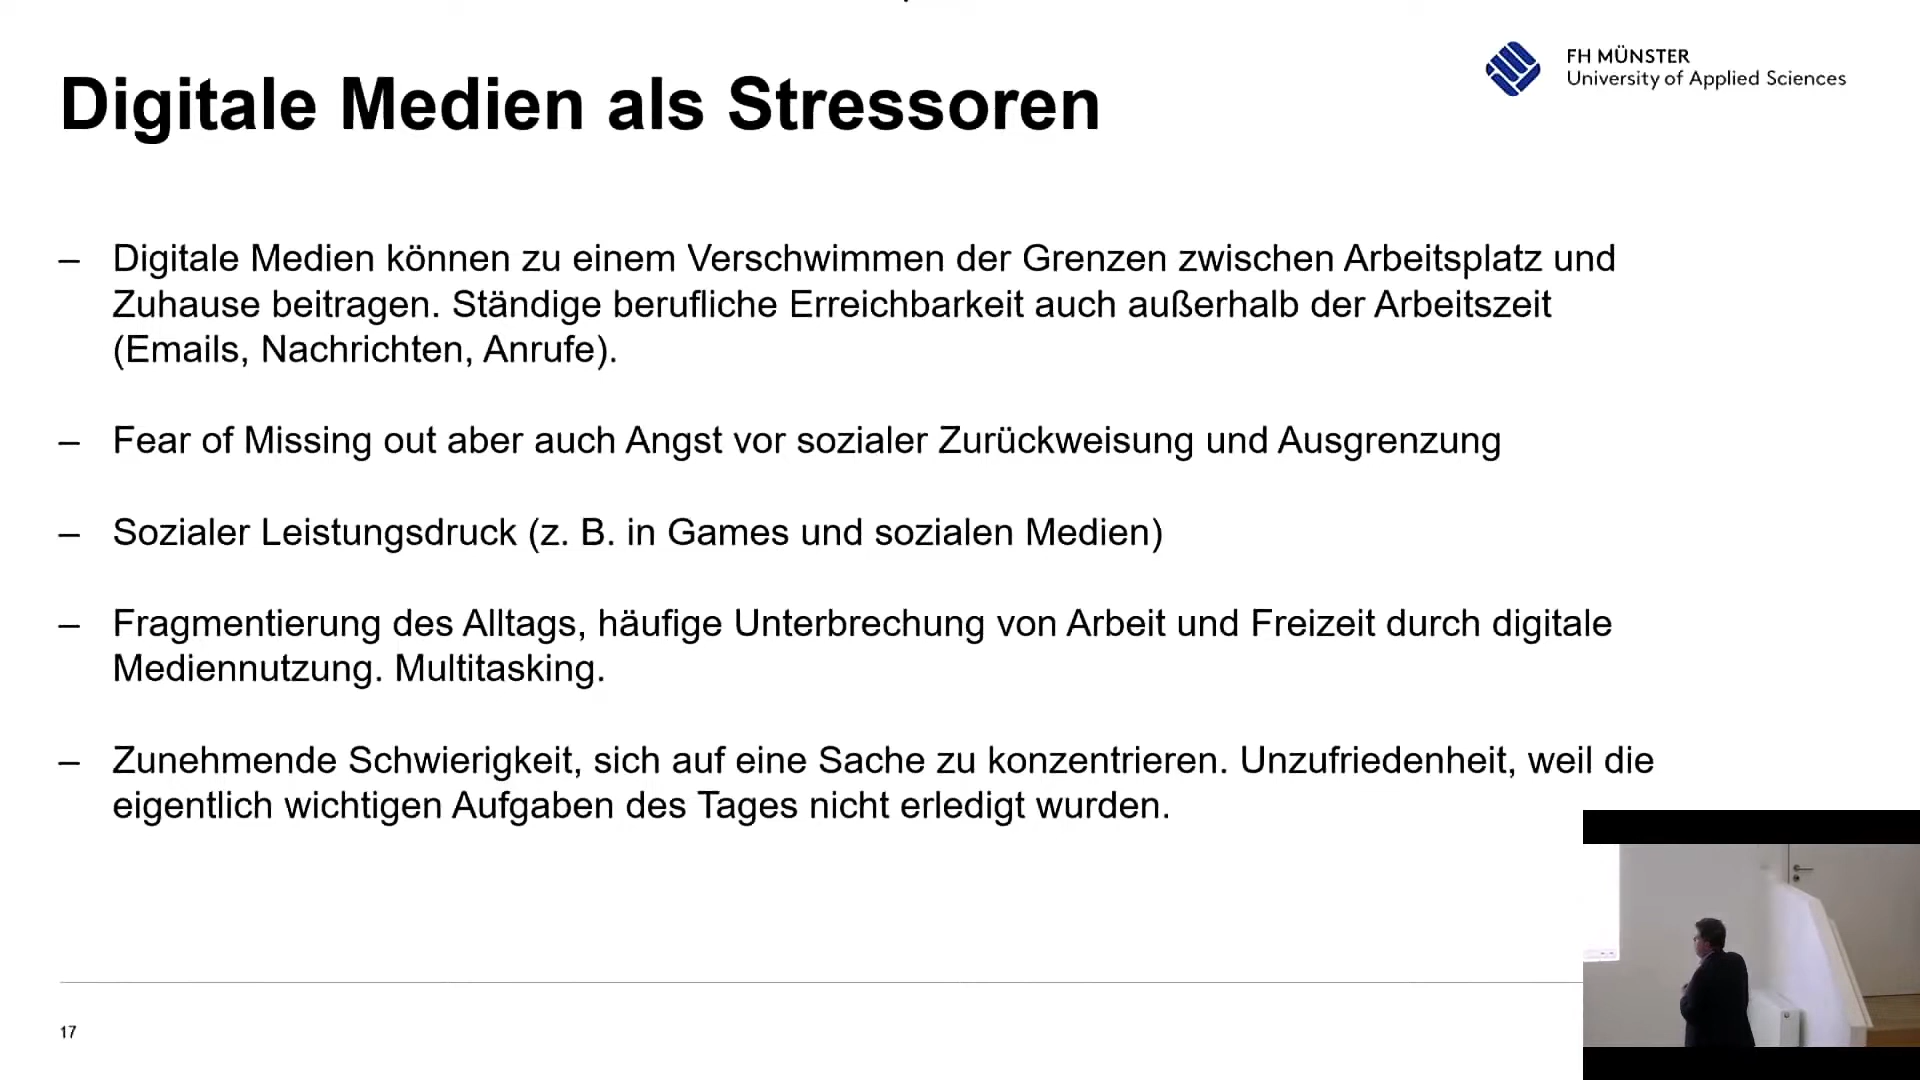 FH MÜNSTER
University of Applied Sciences
Digitale Medien als Stressoren
– Digitale Medien können zu einem Verschwimmen der Grenzen zwischen Arbeitsplatz und
Zuhause beitragen. Ständige berufliche Erreichbarkeit auch außerhalb der Arbeitszeit
(Emails, Nachrichten, Anrufe).
– Fear of Missing out aber auch Angst vor sozialer Zurückweisung und Ausgrenzung
– Sozialer Leistungsdruck (z. B. in Games und sozialen Medien)
– Fragmentierung des Alltags, häufige Unterbrechung von Arbeit und Freizeit durch digitale
Mediennutzung. Multitasking.
– Zunehmende Schwierigkeit, sich auf eine Sache zu konzentrieren. Unzufriedenheit, weil die
eigentlich wichtigen Aufgaben des Tages nicht erledigt wurden.
17